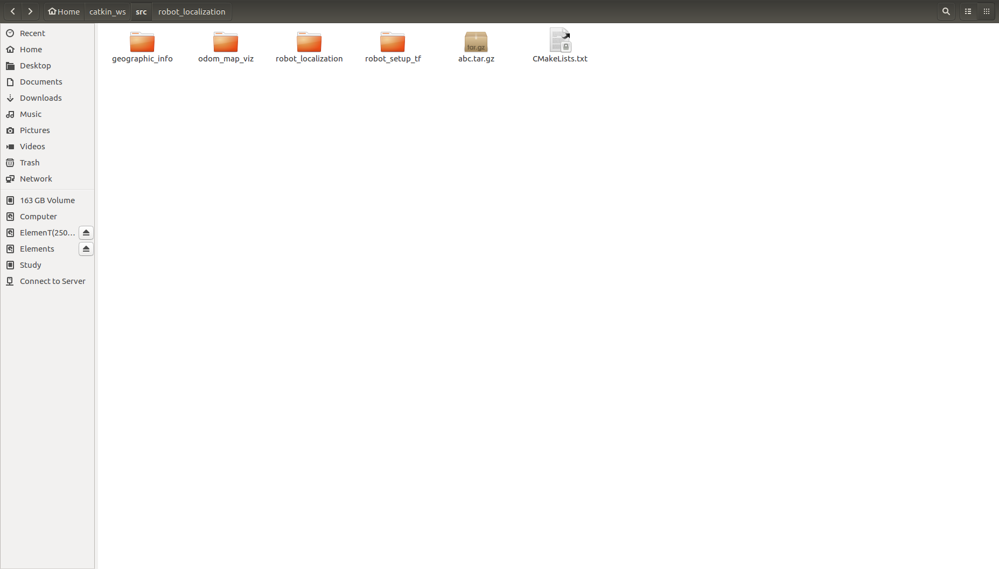 Home catkin_ws src robot_localization
Recent
Home
Desktop
Documents
Downloads
Music
Pictures
Videos
Trash
Network
163 GB Volume
Computer
ElemenT(250...
Elements
Study
Connect to Server
geographic_info odom_map_viz robot_localization robot_setup_tf abc.tar.gz CMakeLists.txt
tar.gz